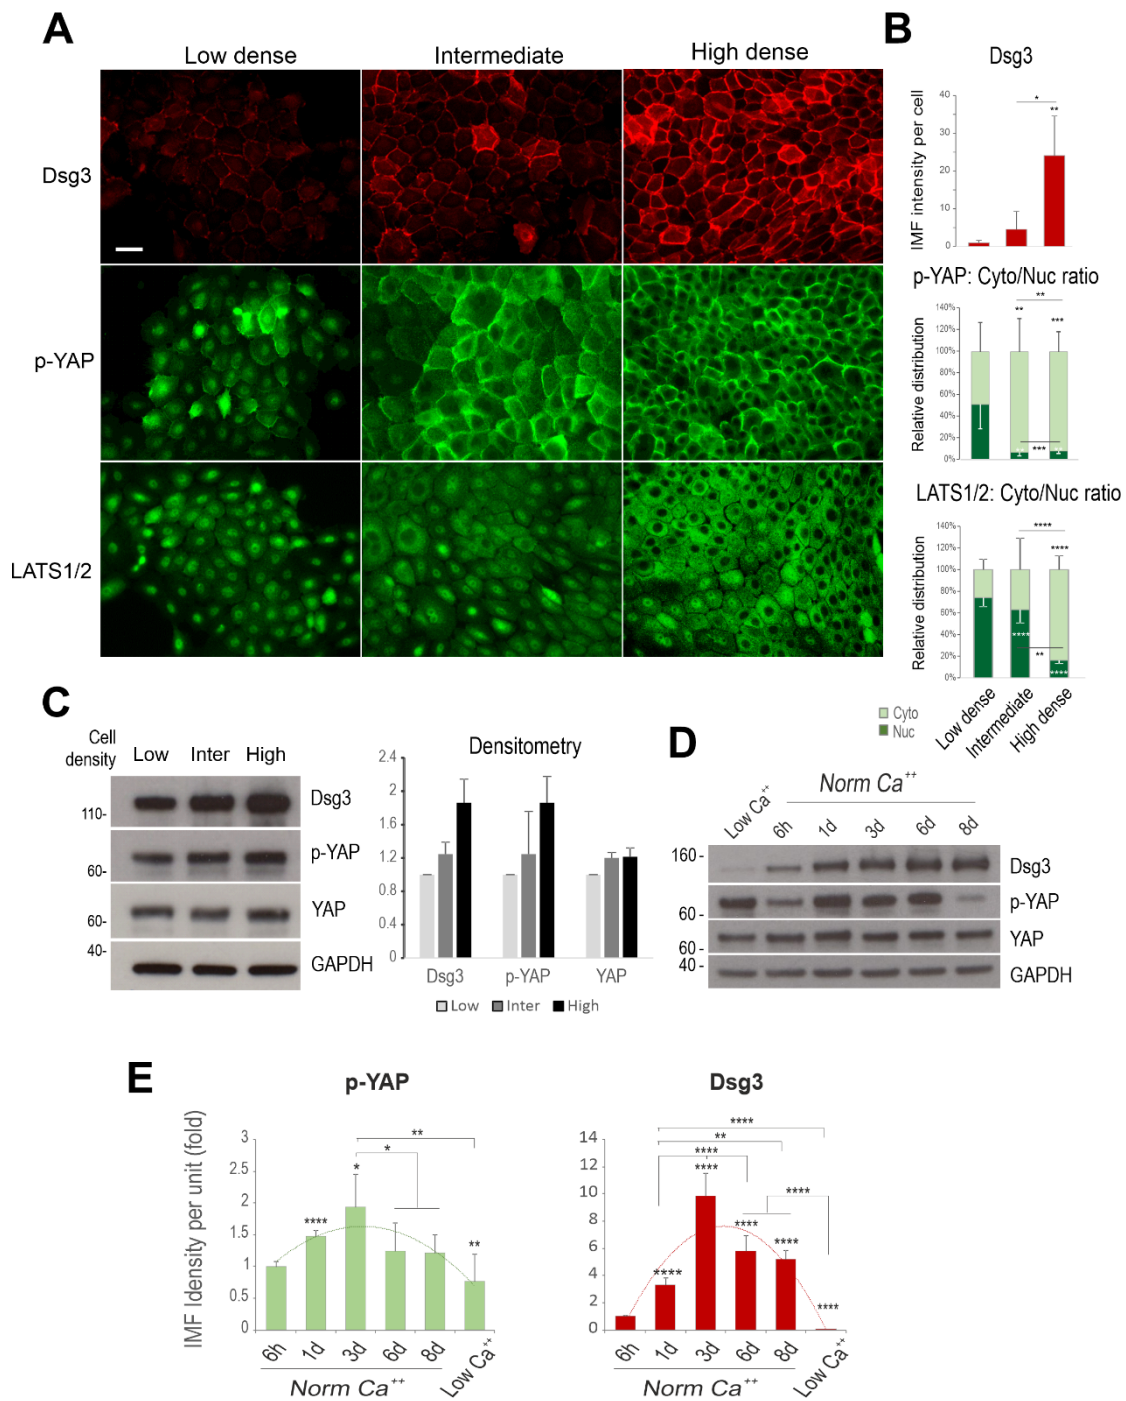 A
Low dense
Intermediate
High dense
Dsg3
p-YAP
LATS1/2
B
Dsg3
IMF intensity per cell
40
30
20
10
0
*
**
p-YAP: Cyto/Nuc ratio
Relative distribution
140%
120%
100%
80%
60%
40%
20%
0%
**
**
***
***
LATS1/2: Cyto/Nuc ratio
Relative distribution
140%
120%
100%
80%
60%
40%
20%
0%
****
****
****
**
****
Low dense
Intermediate
High dense
Cyto
Nuc
C
Cell density
Low
Inter
High
110-
60-
60-
40-
Dsg3
p-YAP
YAP
GAPDH
Densitometry
2.4
2
1.6
1.2
0.8
0.4
0
Dsg3
p-YAP
YAP
Low
Inter
High
D
Norm Ca++
Low Ca++
6h
1d
3d
6d
8d
160-
60-
60-
40-
Dsg3
p-YAP
YAP
GAPDH
E
p-YAP
IMF Idensity per unit (fold)
3
2.5
2
1.5
1
0.5
0
**
*
*
****
**
6h
1d
3d
6d
8d
Low Ca++
Norm Ca++
Dsg3
14
12
10
8
6
4
2
0
****
**
****
****
****
****
****
****
****
6h
1d
3d
6d
8d
Low Ca++
Norm Ca++